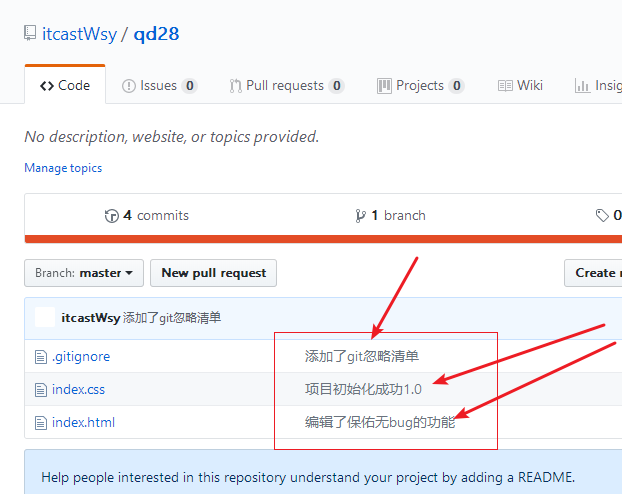 itcastWsy / qd28
Code Issues 0 Pull requests 0 Projects 0 Wiki
No description, website, or topics provided.
Manage topics
4 commits 1 branch 0
Branch: master New pull request Create
itcastWsy 添加了git忽略清单
.gitignore 添加了git忽略清单
index.css 项目初始化成功1.0
index.html 编辑了保佑无bug的功能
Help people interested in this repository understand your project by adding a README.